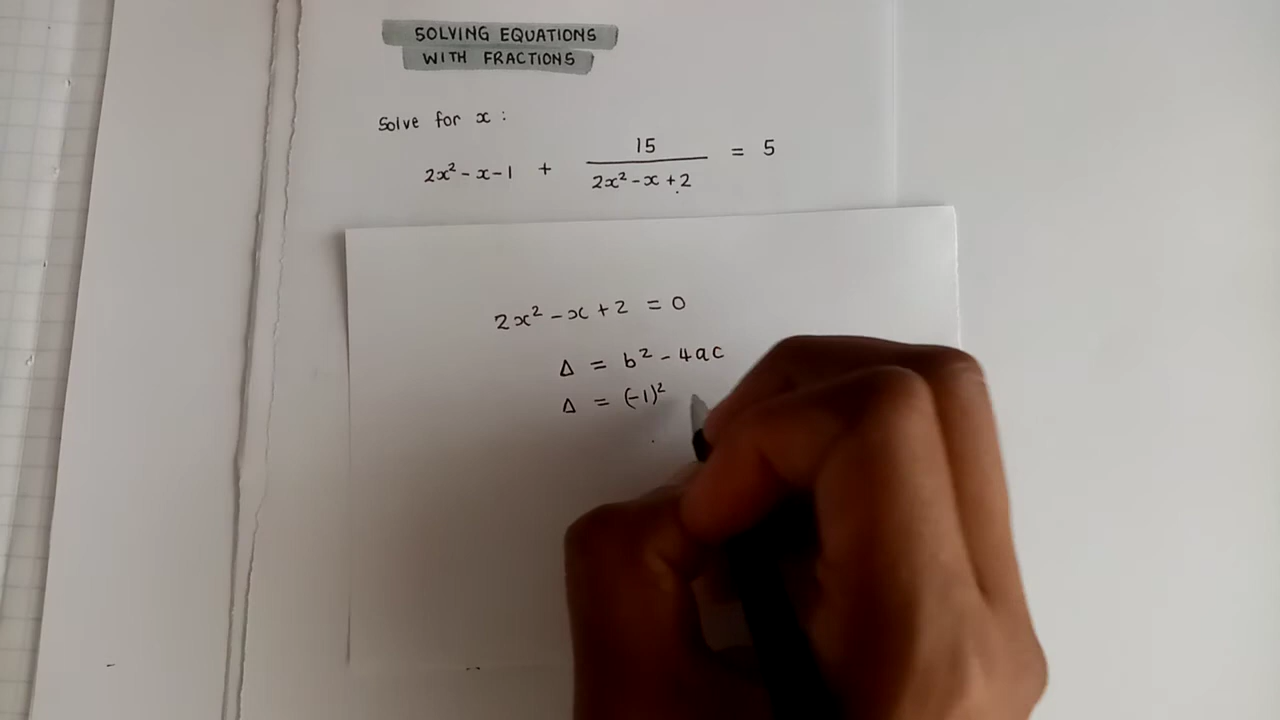 SOLVING EQUATIONS
WITH FRACTIONS
Solve for x :
2x² - x - 1 + 15/(2x² - x + 2) = 5
2x² - x + 2 = 0
Δ = b² - 4ac
Δ = (-1)²